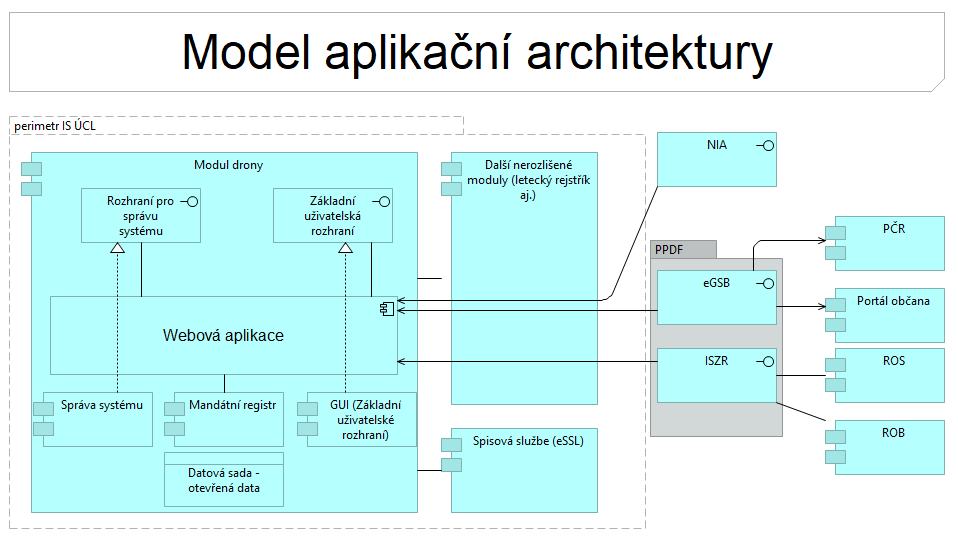 Model aplikační architektury
perimetr IS ÚCL
Modul drony
Rozhraní pro
správu
systému
Základní
uživatelská
rozhraní
Webová aplikace
Správa systému
Mandátní registr
GUI (Základní
uživatelské
rozhraní)
Datová sada -
otevřená data
Další nerozlišené
moduly (letecký rejstřík
aj.)
Spisová službe (eSSL)
NIA
PPDF
eGSB
ISZR
PČR
Portál občana
ROS
ROB